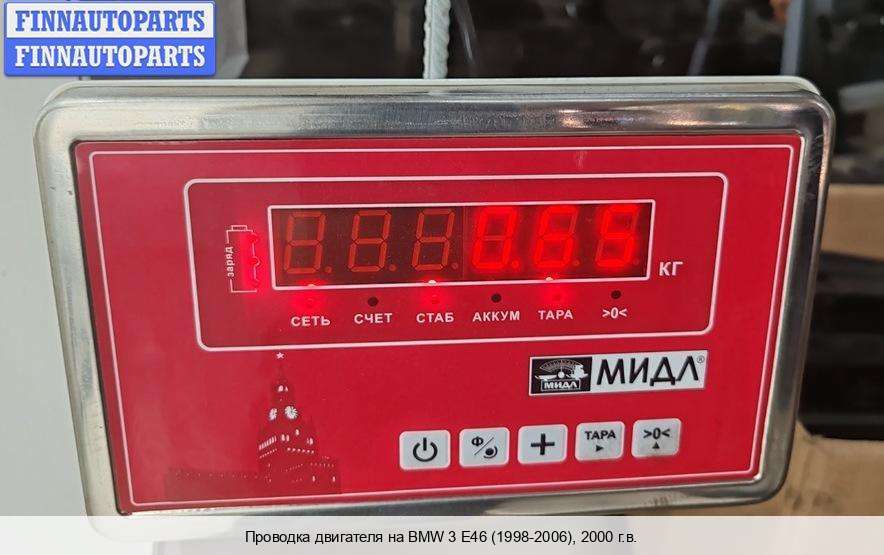 FINNAUTOPARTS
FINNAUTOPARTS
заряд
0.65
КГ
СЕТЬ СЧЕТ СТАБ АККУМ ТАРА >0<
МИДЛ МИДЛ®
Ф/ + ТАРА >0<
Проводка двигателя на BMW 3 E46 (1998-2006), 2000 г.в.